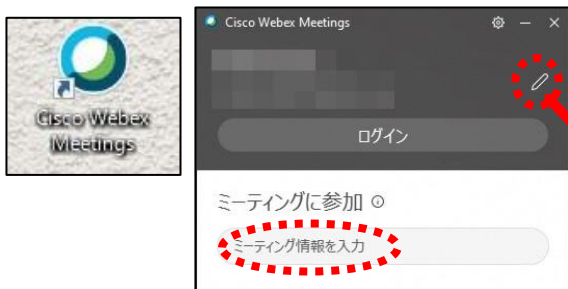 Cisco Webex
Meetings
Cisco Webex Meetings
ログイン
ミーティングに参加
ミーティング情報を入力